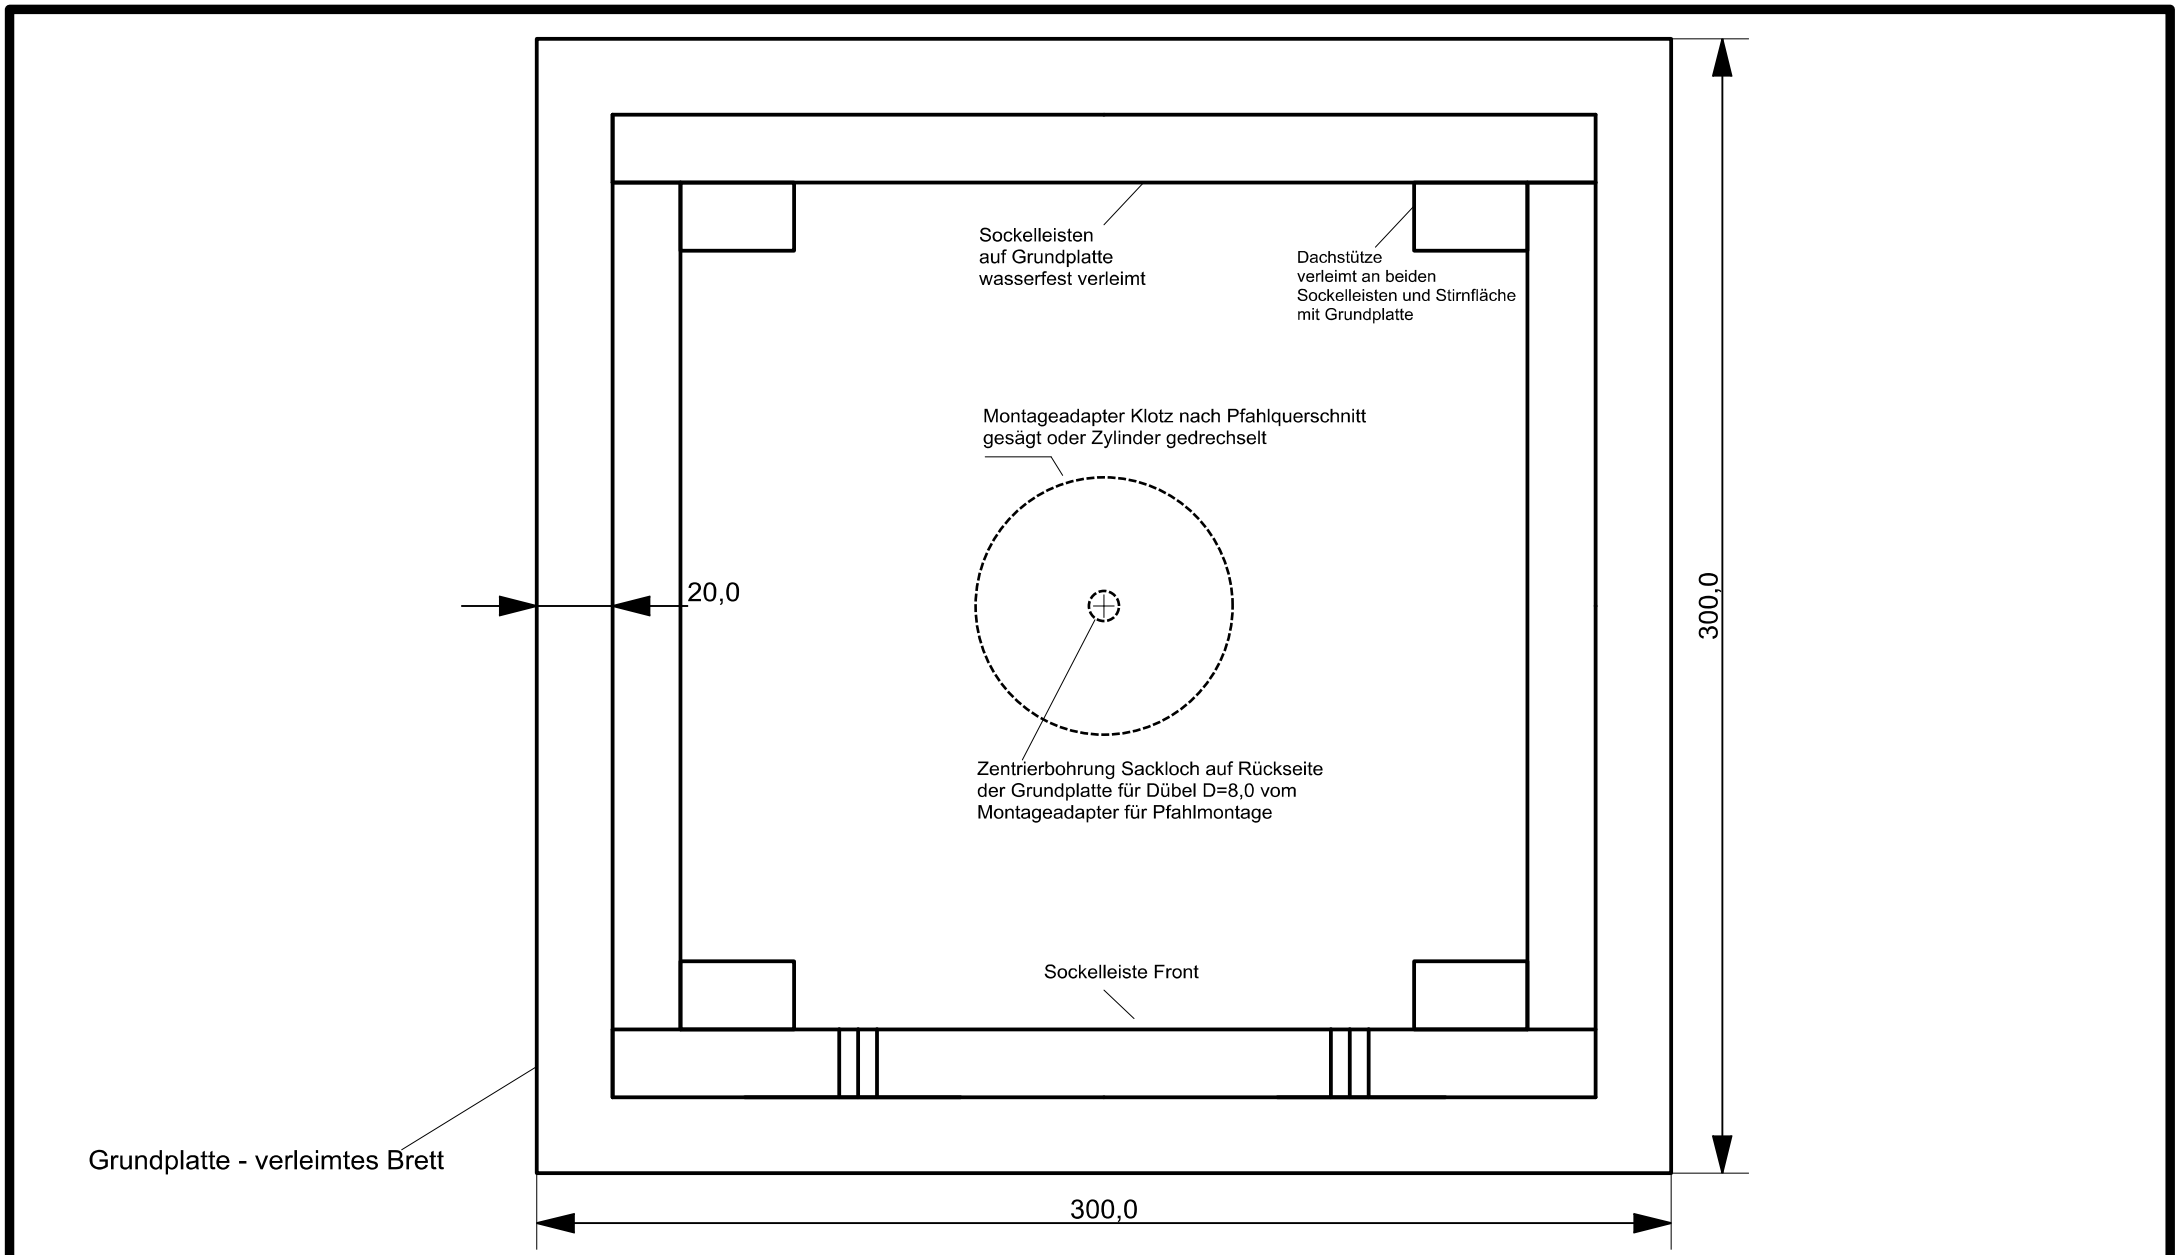 Sockelleisten
auf Grundplatte
wasserfest verleimt
Dachstütze
verleimt an beiden
Sockelleisten und Stirnfläche
mit Grundplatte
Montageadapter Klotz nach Pfahlquerschnitt
gesägt oder Zylinder gedrechselt
20,0
300,0
Zentrierbohrung Sackloch auf Rückseite
der Grundplatte für Dübel D=8,0 vom
Montageadapter für Pfahlmontage
Sockelleiste Front
Grundplatte - verleimtes Brett
300,0